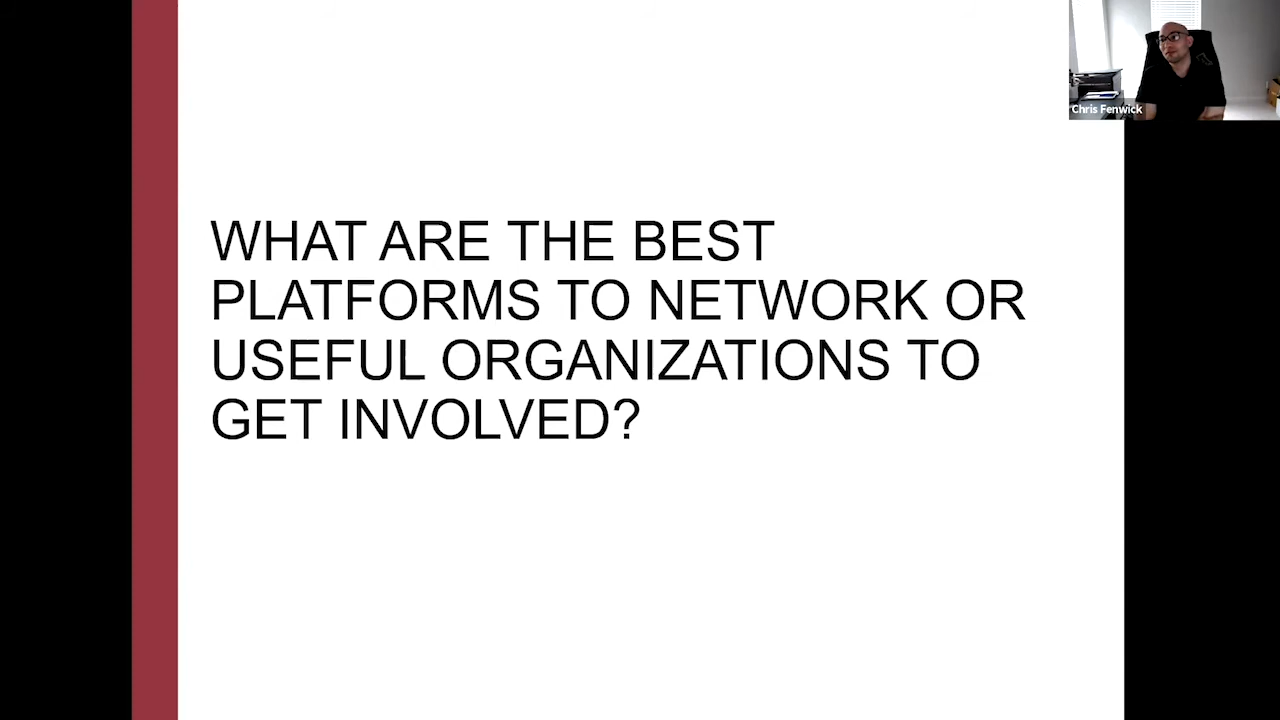 Chris Fenwick
WHAT ARE THE BEST
PLATFORMS TO NETWORK OR
USEFUL ORGANIZATIONS TO
GET INVOLVED?